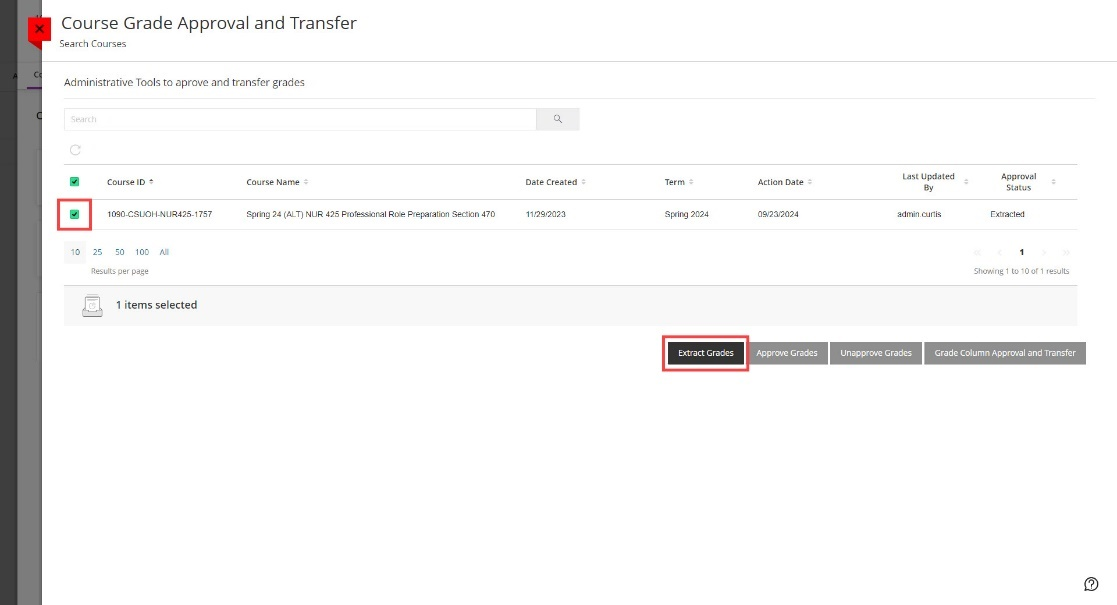 Course Grade Approval and Transfer
Search Courses
Administrative Tools to aprove and transfer grades
Search
Course ID Course Name Date Created Term Action Date Last Updated By Approval Status
1090-CSUOH-NUR425-1757 Spring 24 (ALT) NUR 425 Professional Role Preparation Section 470 11/29/2023 Spring 2024 09/23/2024 admin.curtis Extracted
10 25 50 100 All 1
Results per page Showing 1 to 10 of 1 results
1 items selected
Extract Grades Approve Grades Unapprove Grades Grade Column Approval and Transfer